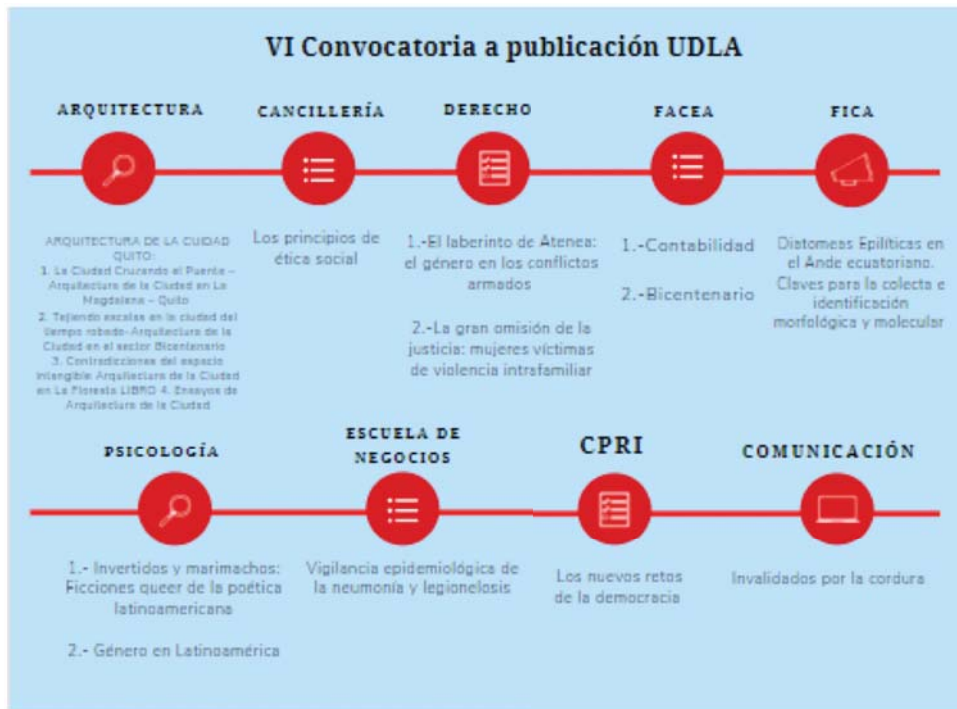 VI Convocatoria a publicación UDLA
ARQUITECTURA
CANCILLERÍA
DERECHO
FACEA
FICA
ARQUITECTURA DE LA CUIDAD
QUITO:
1. La Ciudad Cruzando el Puente –
Arquitectura de la Ciudad en La
Magdalena – Quito
2. Tejiendo escalas en la ciudad del
tiempo robado-Arquitectura de la
Ciudad en el sector Bicentenario
3. Contradicciones del espacio
intangible Arquitectura de la Ciudad
en La Floresta LIBRO 4. Ensayos de
Arquitectura de la Ciudad
Los principios de
ética social
1.-El laberinto de Atenea:
el género en los conflictos
armados
2.-La gran omisión de la
justicia: mujeres víctimas
de violencia intrafamiliar
1.-Contabilidad
2.-Bicentenario
Diatomeas Epilíticas en
el Ande ecuatoriano.
Claves para la colecta e
identificación
morfológica y molecular
PSICOLOGÍA
ESCUELA DE
NEGOCIOS
CPRI
COMUNICACIÓN
1.- Invertidos y marimachos:
Ficciones queer de la poética
latinoamericana
2.- Género en Latinoamérica
Vigilancia epidemiológica de
la neumonía y legionelosis
Los nuevos retos
de la democracia
Invalidados por la cordura